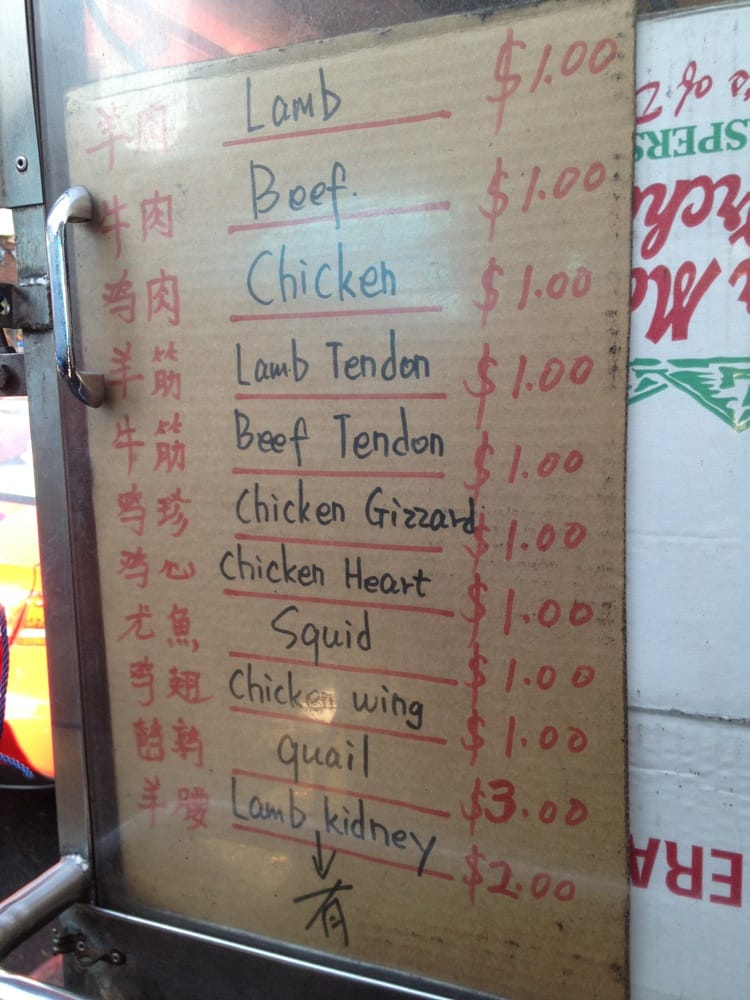 羊肉 Lamb $1.00
牛肉 Beef. $1.00
鸡肉 Chicken $1.00
羊筋 Lamb Tendon $1.00
牛筋 Beef Tendon $1.00
鸡珍 Chicken Gizzard $1.00
鸡心 Chicken Heart $1.00
尤魚 Squid $1.00
鸡翅 Chicken wing $1.00
鹌鹑 quail $3.00
羊腰 Lamb kidney $2.00
有
of
SPERS
ERA